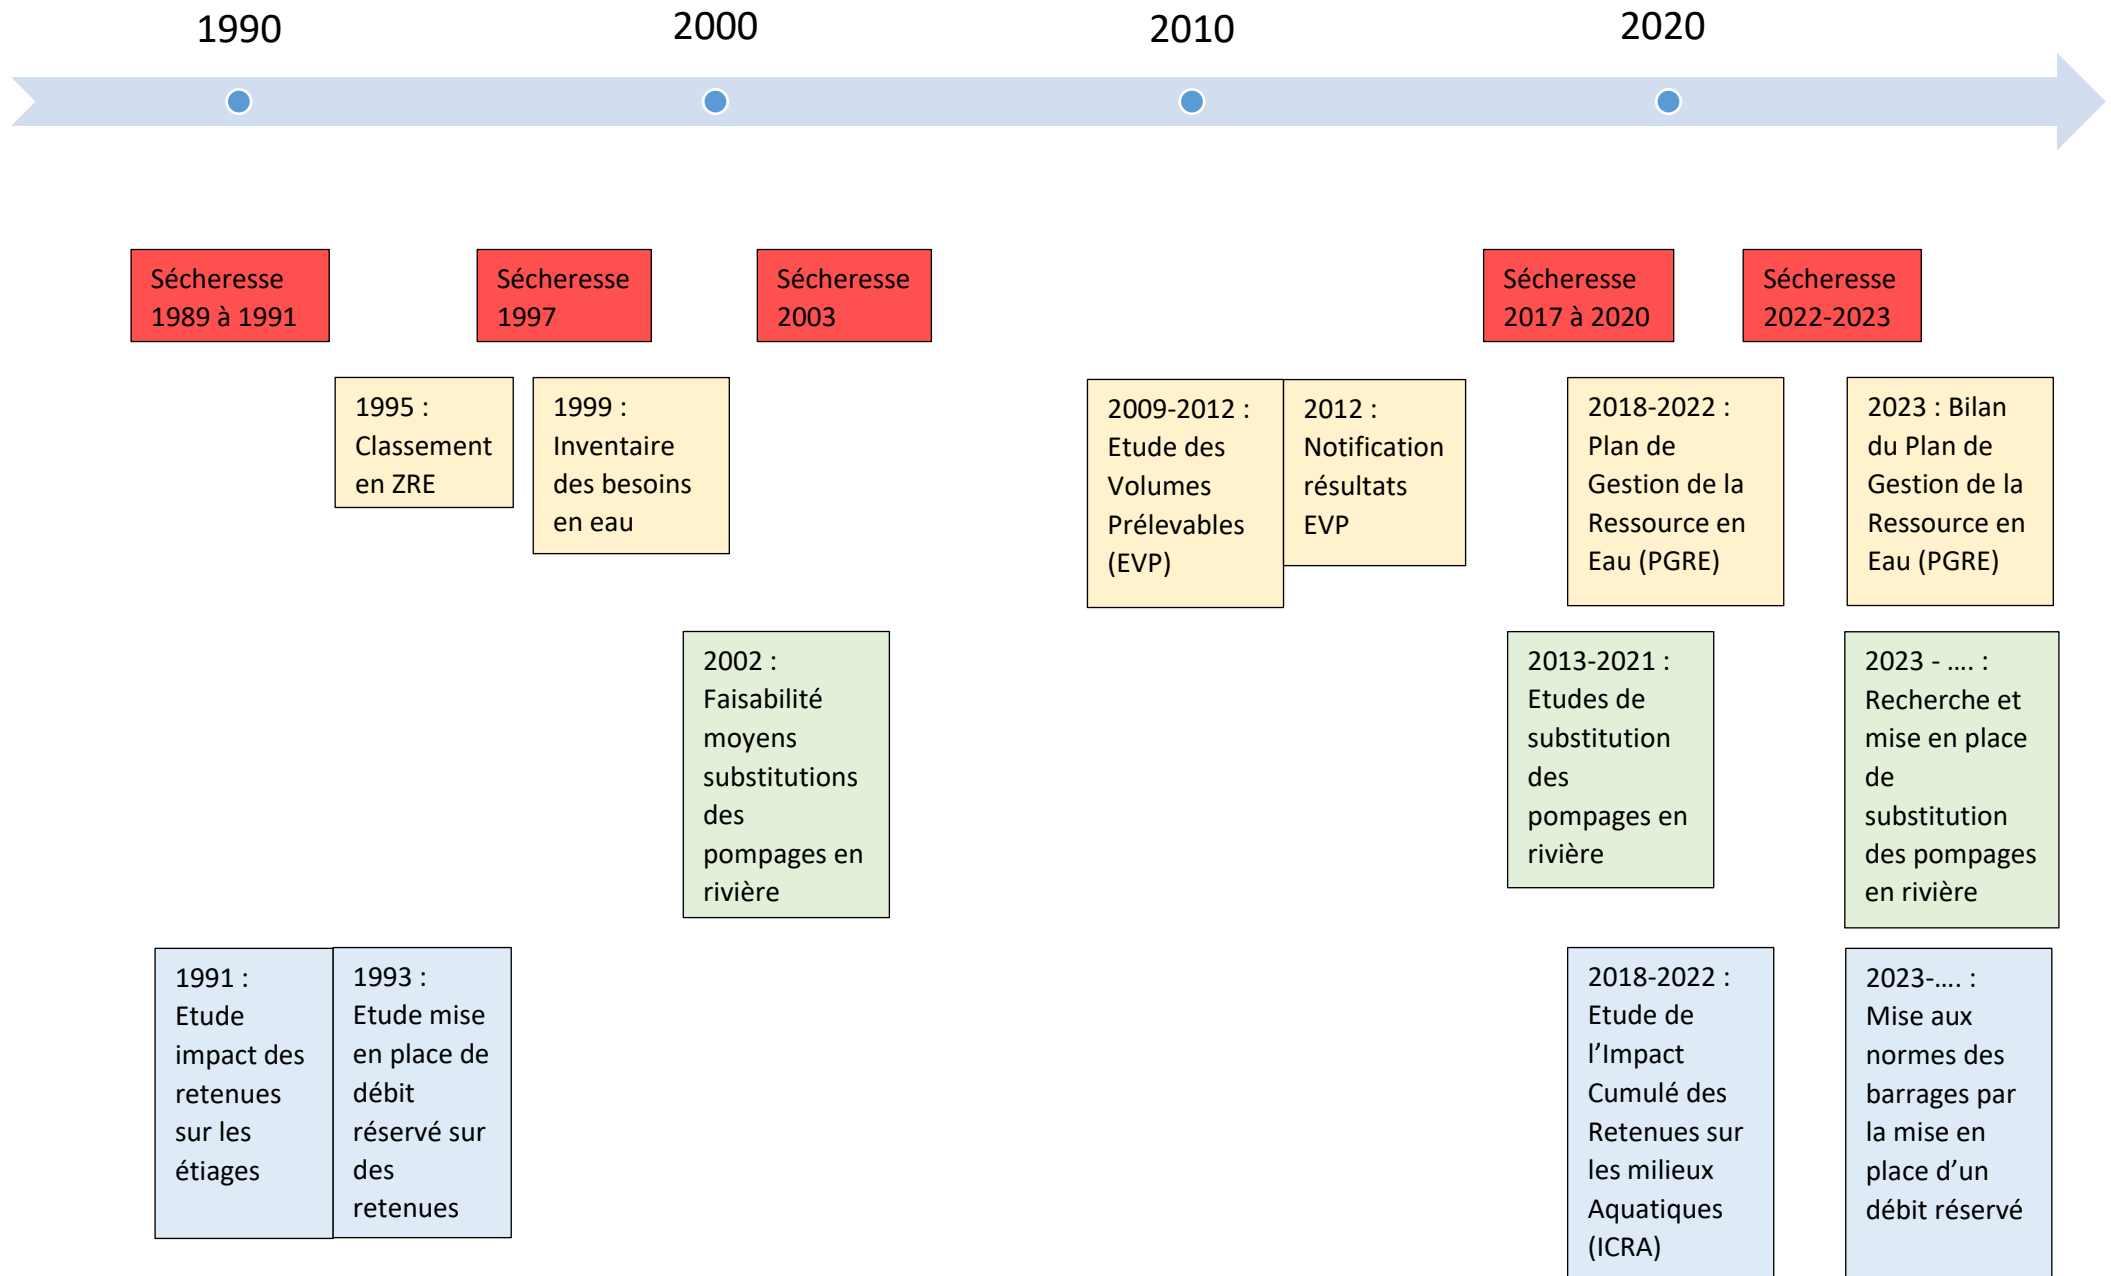 1990
2000
2010
2020
Sécheresse
1989 à 1991
Sécheresse
1997
Sécheresse
2003
Sécheresse
2017 à 2020
Sécheresse
2022-2023
1995 :
Classement
en ZRE
1999 :
Inventaire
des besoins
en eau
2009-2012 :
Etude des
Volumes
Prélevables
(EVP)
2012 :
Notification
résultats
EVP
2018-2022 :
Plan de
Gestion de la
Ressource en
Eau (PGRE)
2023 : Bilan
du Plan de
Gestion de la
Ressource en
Eau (PGRE)
2002 :
Faisabilité
moyens
substitutions
des
pompages en
rivière
2013-2021 :
Etudes de
substitution
des
pompages en
rivière
2023 - .... :
Recherche et
mise en place
de
substitution
des pompages
en rivière
1991 :
Etude
impact des
retenues
sur les
étiages
1993 :
Etude mise
en place de
débit
réservé sur
des
retenues
2018-2022 :
Etude de
l’Impact
Cumulé des
Retenues sur
les milieux
Aquatiques
(ICRA)
2023-.... :
Mise aux
normes des
barrages par
la mise en
place d’un
débit réservé